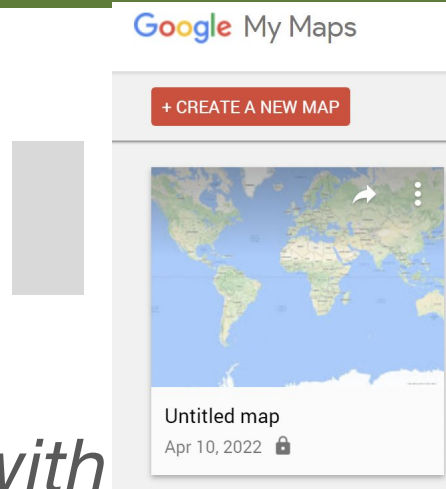 Google My Maps
+ CREATE A NEW MAP
Untitled map
Apr 10, 2022
with